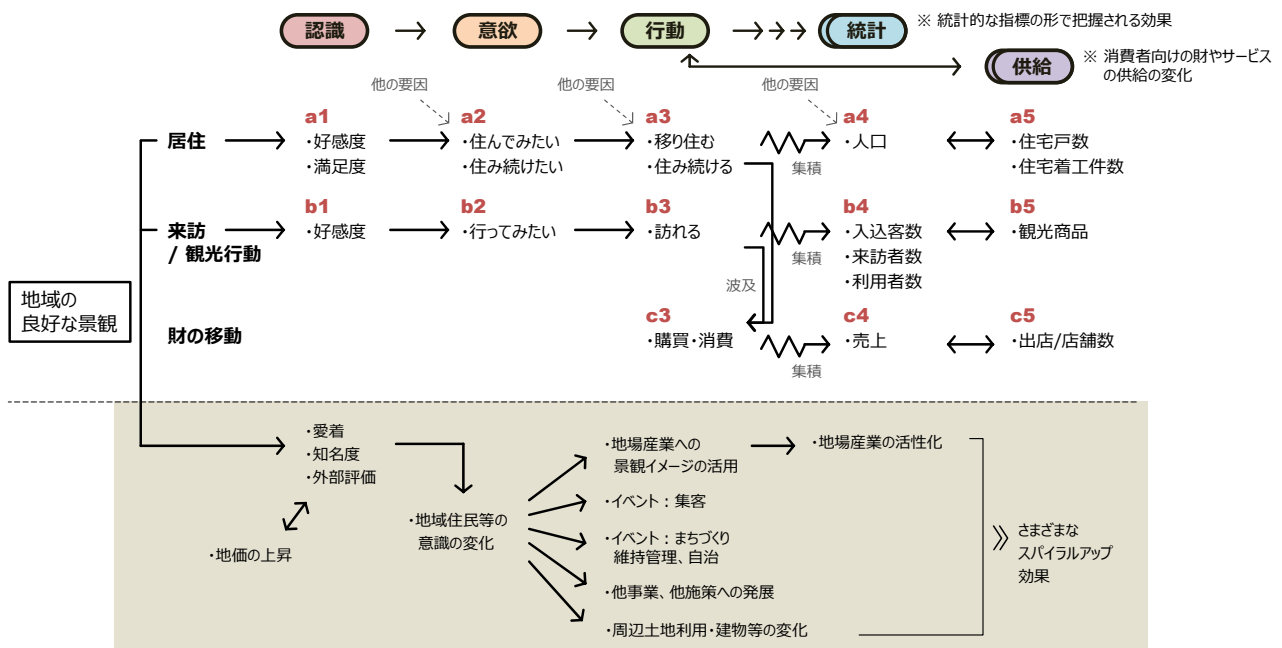 認識
意欲
行動
統計
※ 統計的な指標の形で把握される効果
供給
※ 消費者向けの財やサービス
の供給の変化
他の要因
他の要因
他の要因
居住
a1
・好感度
・満足度
a2
・住んでみたい
・住み続けたい
a3
・移り住む
・住み続ける
集積
a4
・人口
a5
・住宅戸数
・住宅着工件数
来訪
/ 観光行動
b1
・好感度
b2
・行ってみたい
b3
・訪れる
集積
b4
・入込客数
・来訪者数
・利用者数
b5
・観光商品
波及
地域の
良好な景観
財の移動
c3
・購買・消費
集積
c4
・売上
c5
・出店/店舗数
・愛着
・知名度
・外部評価
・地価の上昇
・地域住民等の
意識の変化
・地場産業への
景観イメージの活用
・地場産業の活性化
・イベント：集客
・イベント：まちづくり
維持管理、自治
・他事業、他施策への発展
・周辺土地利用・建物等の変化
さまざまな
スパイラルアップ
効果